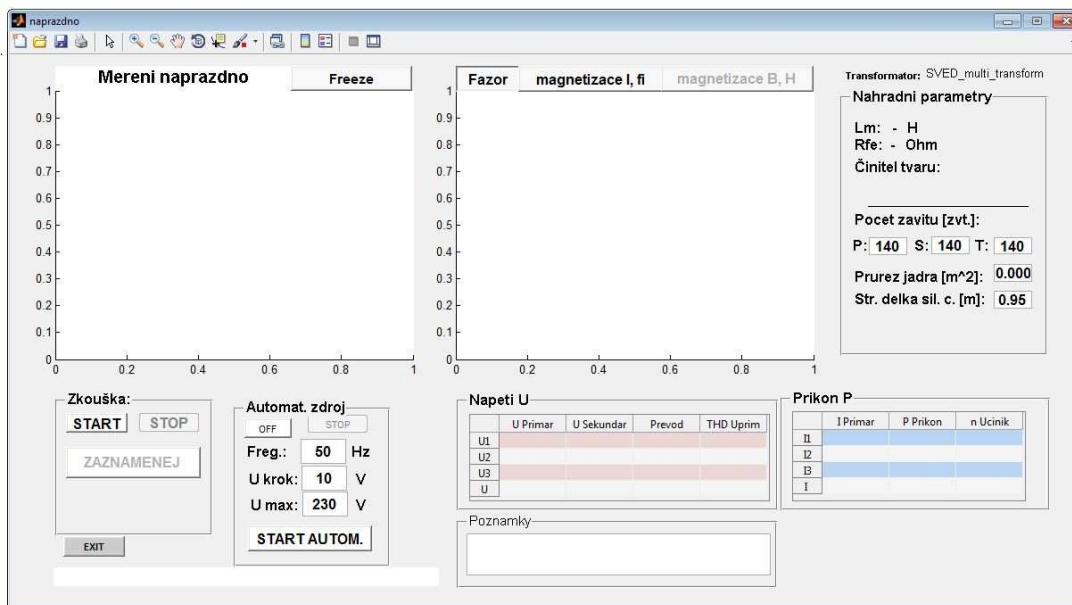 naprazdno
Mereni naprazdno
Freeze
1
0.9
0.8
0.7
0.6
0.5
0.4
0.3
0.2
0.1
0
0 0.2 0.4 0.6 0.8 1
Fazor magnetizace I, fi magnetizace B, H
1
0.9
0.8
0.7
0.6
0.5
0.4
0.3
0.2
0.1
0
0 0.2 0.4 0.6 0.8 1
Transformator: SVED_multi_transform
Nahradni parametry
Lm: - H
Rfe: - Ohm
Činitel tvaru:
Pocet zavitu [zvt.]:
P: 140 S: 140 T: 140
Prurez jadra [m^2]: 0.000
Str. delka sil. c. [m]: 0.95
Zkouška:
START STOP
ZAZNAMENEJ
EXIT
Automat. zdroj
OFF STOP
Freg.: 50 Hz
U krok: 10 V
U max: 230 V
START AUTOM.
Napeti U
U Primar U Sekundar Prevod THD Uprim
U1
U2
U3
U
Prikon P
I Primar P Prikon n Ucinik
I1
I2
I3
I
Poznamky